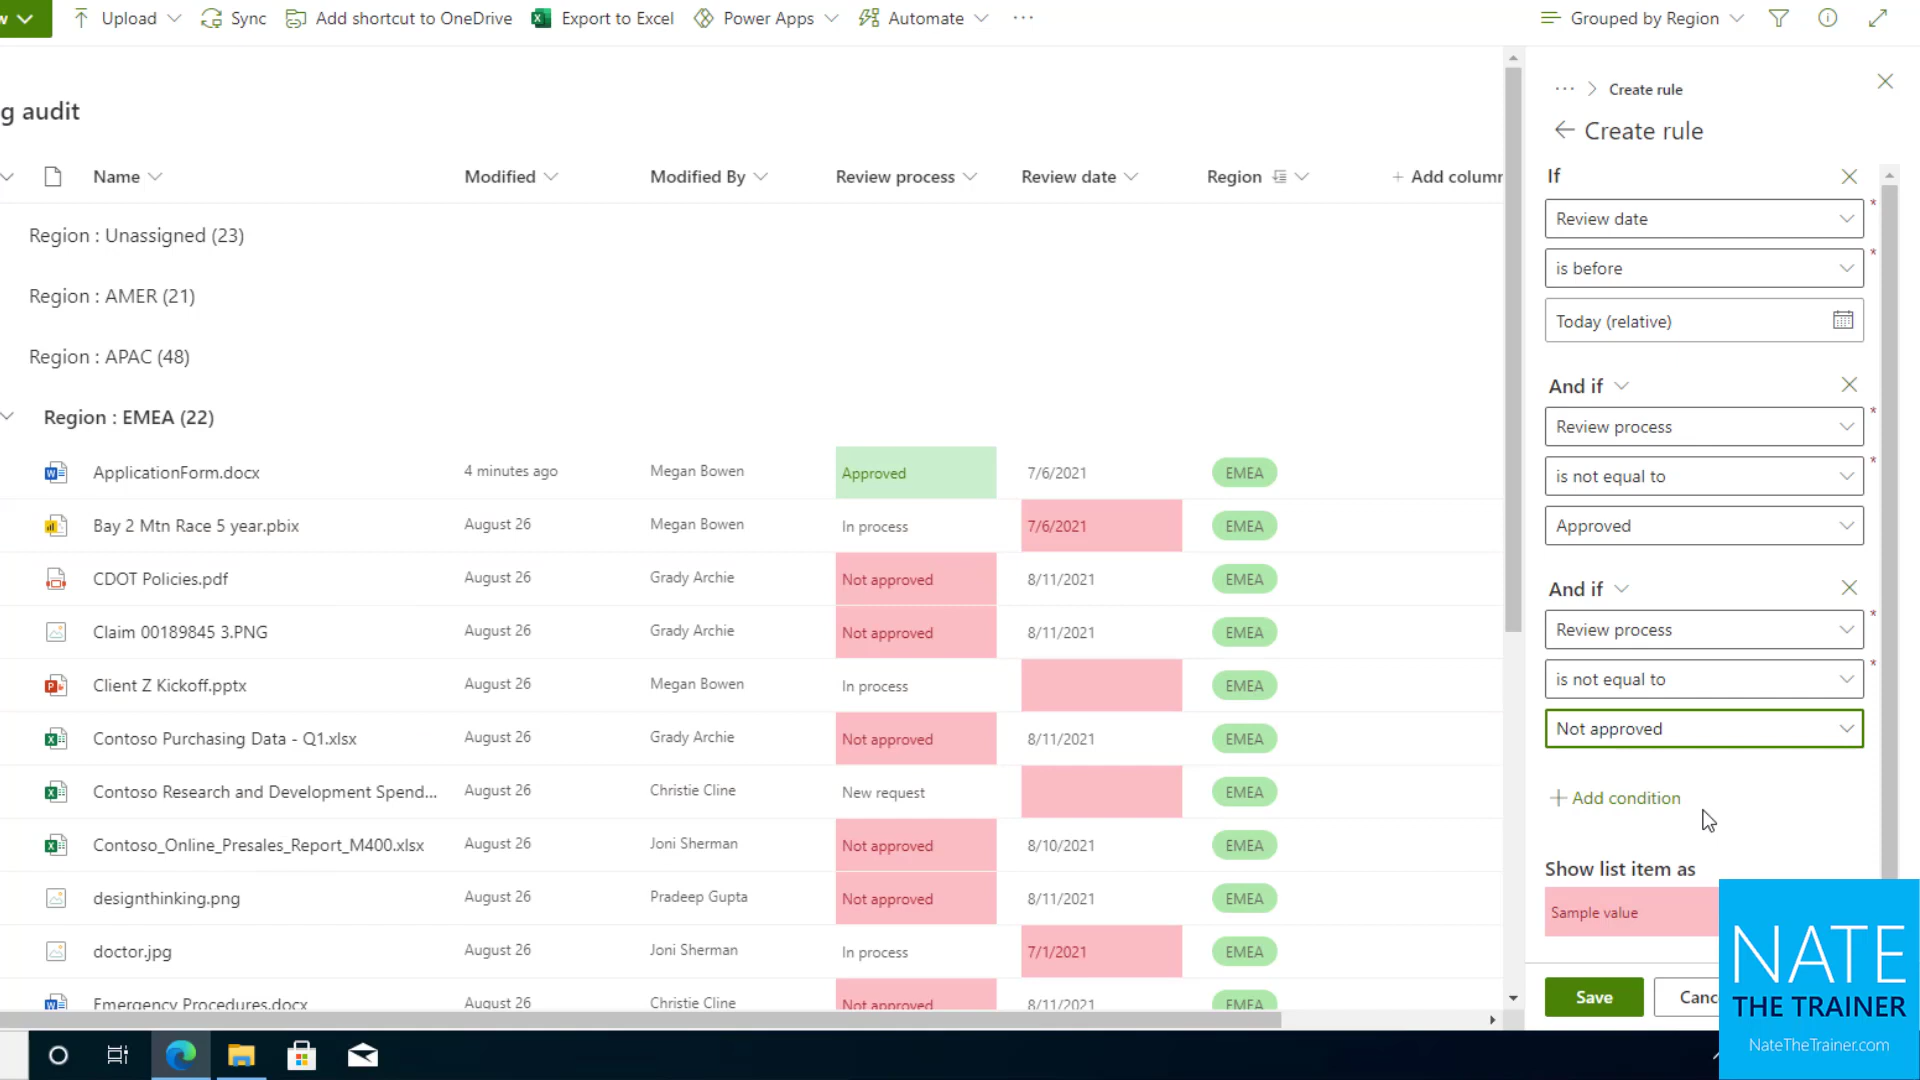 w
Upload
Sync
Add shortcut to OneDrive
Export to Excel
Power Apps
Automate
Grouped by Region
g audit
Name
Modified
Modified By
Review process
Review date
Region
+ Add column
Region : Unassigned (23)
Region : AMER (21)
Region : APAC (48)
Region : EMEA (22)
ApplicationForm.docx 4 minutes ago Megan Bowen Approved 7/6/2021 EMEA
Bay 2 Mtn Race 5 year.pbix August 26 Megan Bowen In process 7/6/2021 EMEA
CDOT Policies.pdf August 26 Grady Archie Not approved 8/11/2021 EMEA
Claim 00189845 3.PNG August 26 Grady Archie Not approved 8/11/2021 EMEA
Client Z Kickoff.pptx August 26 Megan Bowen In process EMEA
Contoso Purchasing Data - Q1.xlsx August 26 Grady Archie Not approved 8/11/2021 EMEA
Contoso Research and Development Spend... August 26 Christie Cline New request EMEA
Contoso_Online_Presales_Report_M400.xlsx August 26 Joni Sherman Not approved 8/10/2021 EMEA
designthinking.png August 26 Pradeep Gupta Not approved 8/11/2021 EMEA
doctor.jpg August 26 Joni Sherman In process 7/1/2021 EMEA
Emergency Procedures.docx August 26 Christie Cline Not approved 8/11/2021 EMEA
... > Create rule
Create rule
If
Review date *
is before *
Today (relative)
And if
Review process *
is not equal to *
Approved
And if
Review process *
is not equal to *
Not approved
+ Add condition
Show list item as
Sample value
Save
Canc
NATE
THE TRAINER
NateTheTrainer.com